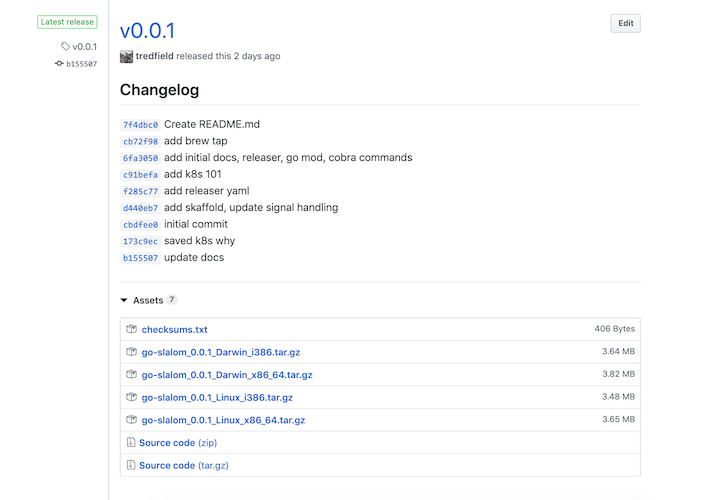 Latest release
v0.0.1
b155507
v0.0.1
Edit
tredfield released this 2 days ago
Changelog
7f4dbc0 Create README.md
cb72f98 add brew tap
6fa3050 add initial docs, releaser, go mod, cobra commands
c91befa add k8s 101
f285c77 add releaser yaml
d440eb7 add skaffold, update signal handling
cbdfee0 initial commit
173c9ec saved k8s why
b155507 update docs
Assets 7
checksums.txt 406 Bytes
go-slalom_0.0.1_Darwin_i386.tar.gz 3.64 MB
go-slalom_0.0.1_Darwin_x86_64.tar.gz 3.82 MB
go-slalom_0.0.1_Linux_i386.tar.gz 3.48 MB
go-slalom_0.0.1_Linux_x86_64.tar.gz 3.65 MB
Source code (zip)
Source code (tar.gz)